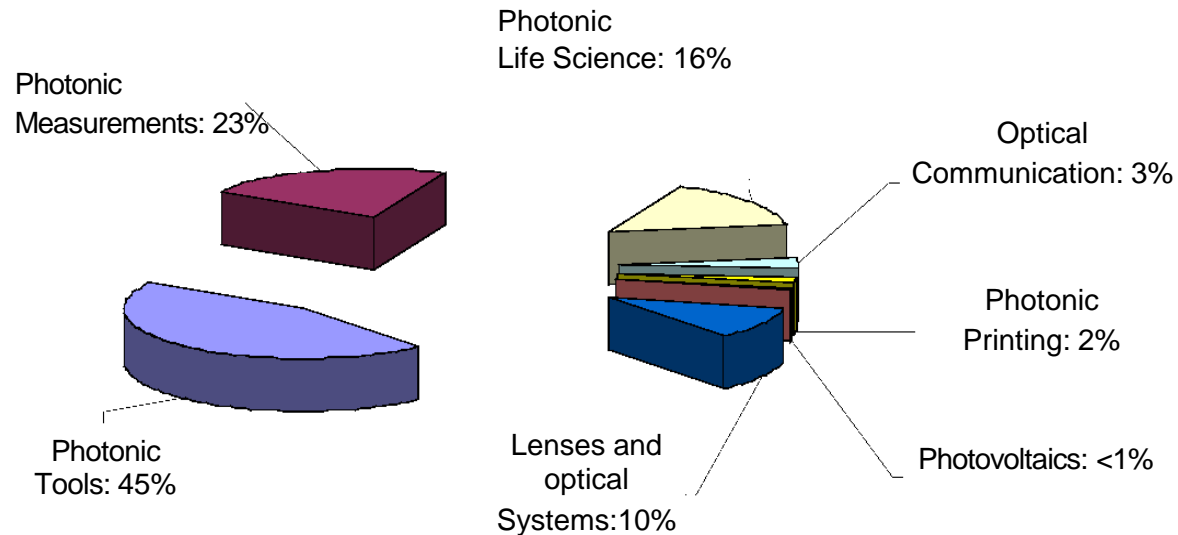 Photonic
Life Science: 16%
Photonic
Measurements: 23%
Optical
Communication: 3%
Photonic
Printing: 2%
Photovoltaics: <1%
Lenses and
optical
Systems:10%
Photonic
Tools: 45%